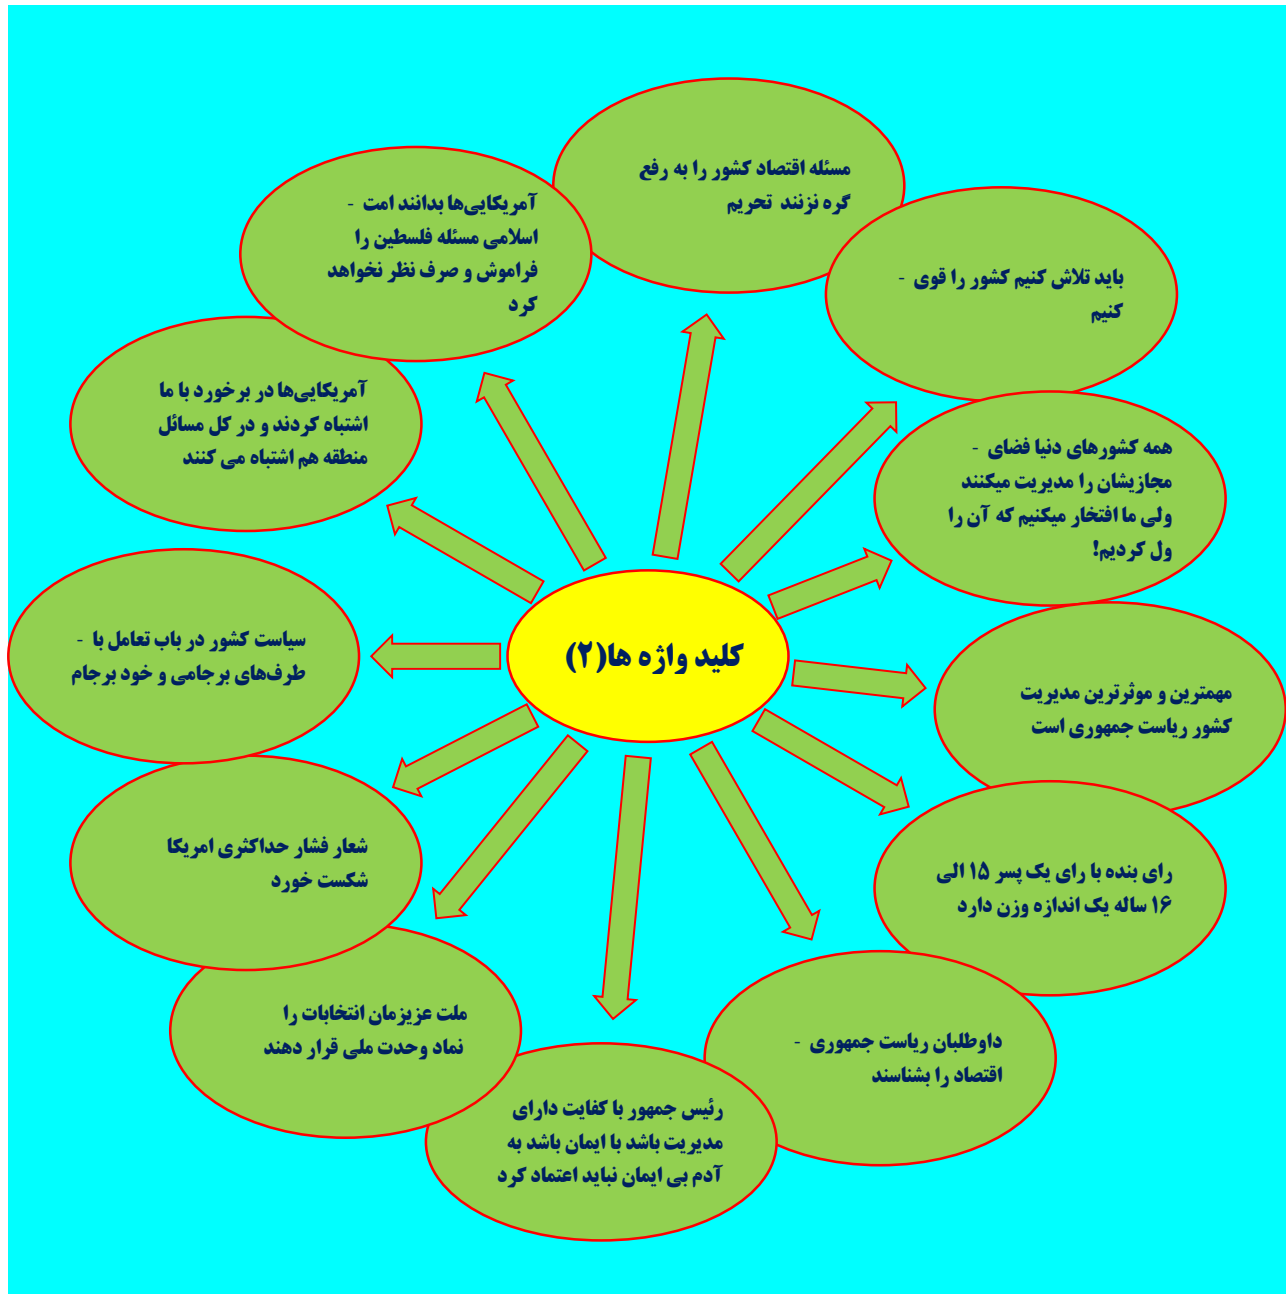 مسئله اقتصاد کشور را به رفع
گره نزنند تحریم
باید تلاش کنیم کشور را قوی -
کنیم
همه کشورهای دنیا فضای -
مجازیشان را مدیریت میکنند
ولی ما افتخار میکنیم که آن را
ول کردیم!
مهمترین و موثرترین مدیریت
کشور ریاست جمهوری است
رای بنده با رای یک پسر ۱۵ الی
۱۶ ساله یک اندازه وزن دارد
داوطلبان ریاست جمهوری -
اقتصاد را بشناسند
رئیس جمهور با کفایت دارای
مدیریت باشد با ایمان باشد به
آدم بی ایمان نباید اعتماد کرد
ملت عزیزمان انتخابات را
نماد وحدت ملی قرار دهند
شعار فشار حداکثری امریکا
شکست خورد
سیاست کشور در باب تعامل با -
طرف‌های برجامی و خود برجام
آمریکایی‌ها در برخورد با ما
اشتباه کردند و در کل مسائل
منطقه هم اشتباه می کنند
آمریکایی‌ها بدانند امت -
اسلامی مسئله فلسطین را
فراموش و صرف نظر نخواهد
کرد
کلید واژه ها(۲)